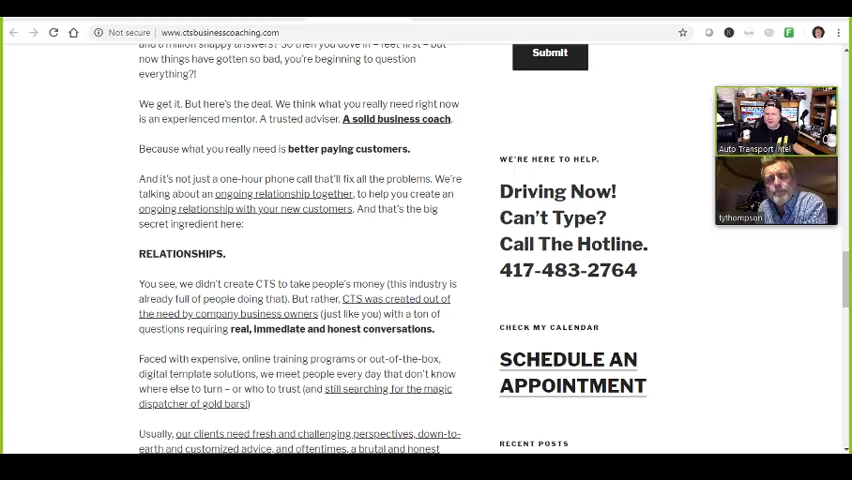 Not secure | www.ctsbusinesscoaching.com
and a million snappy answers? So then you dove in – feet first – but
now things have gotten so bad, you're beginning to question
everything?!
We get it. But here's the deal. We think what you really need right now
is an experienced mentor. A trusted adviser. A solid business coach.
Because what you really need is better paying customers.
And it's not just a one-hour phone call that'll fix all the problems. We're
talking about an ongoing relationship together, to help you create an
ongoing relationship with your new customers. And that's the big
secret ingredient here:
RELATIONSHIPS.
You see, we didn't create CTS to take people's money (this industry is
already full of people doing that). But rather, CTS was created out of
the need by company business owners (just like you) with a ton of
questions requiring real, immediate and honest conversations.
Faced with expensive, online training programs or out-of-the-box,
digital template solutions, we meet people every day that don't know
where else to turn – or who to trust (and still searching for the magic
dispatcher of gold bars!)
Usually, our clients need fresh and challenging perspectives, down-to-
earth and customized advice, and oftentimes, a brutal and honest
Submit
WE'RE HERE TO HELP.
Driving Now!
Can't Type?
Call The Hotline.
417-483-2764
CHECK MY CALENDAR
SCHEDULE AN
APPOINTMENT
RECENT POSTS
Auto Transport Intel
tythompson